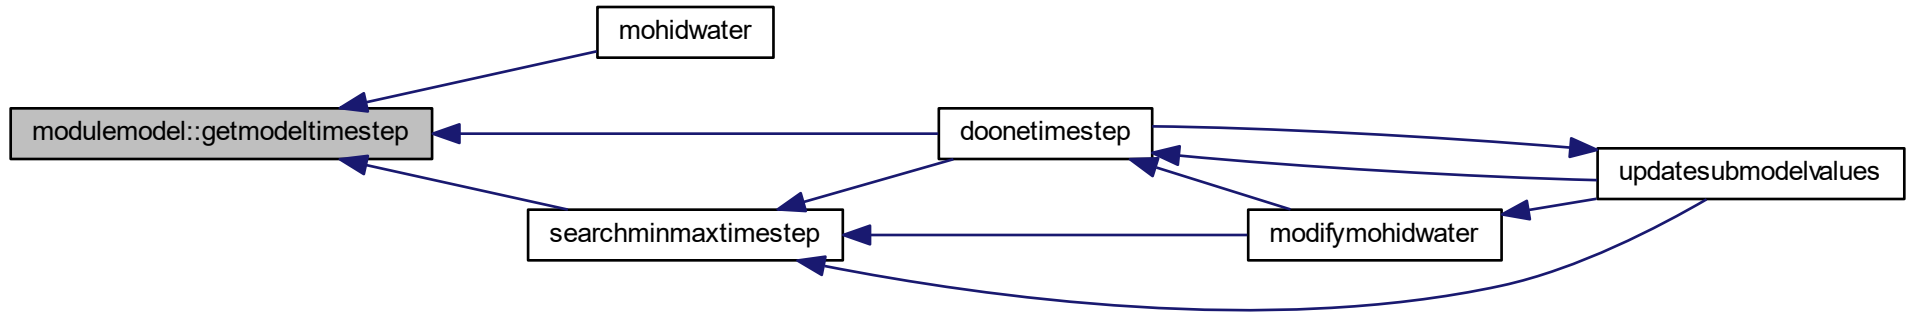 mohidwater
modulemodel::getmodeltimestep
doonetimestep
updatesubmodelvalues
searchminmaxtimestep
modifymohidwater